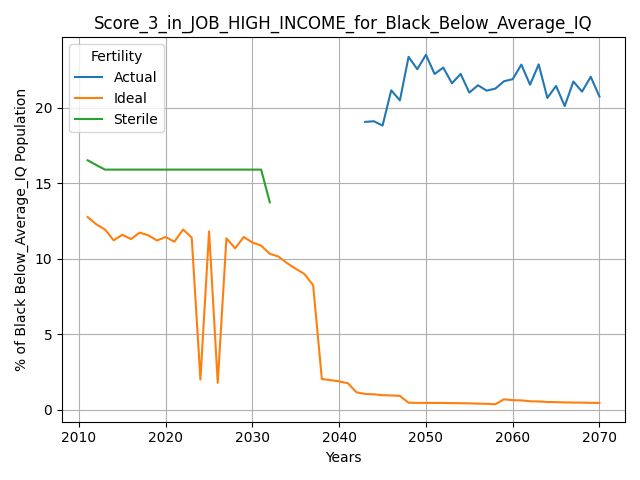 Score_3_in_JOB_HIGH_INCOME_for_Black_Below_Average_IQ
Fertility
Actual
Ideal
Sterile
% of Black Below_Average_IQ Population
20
15
10
5
0
2010 2020 2030 2040 2050 2060 2070
Years